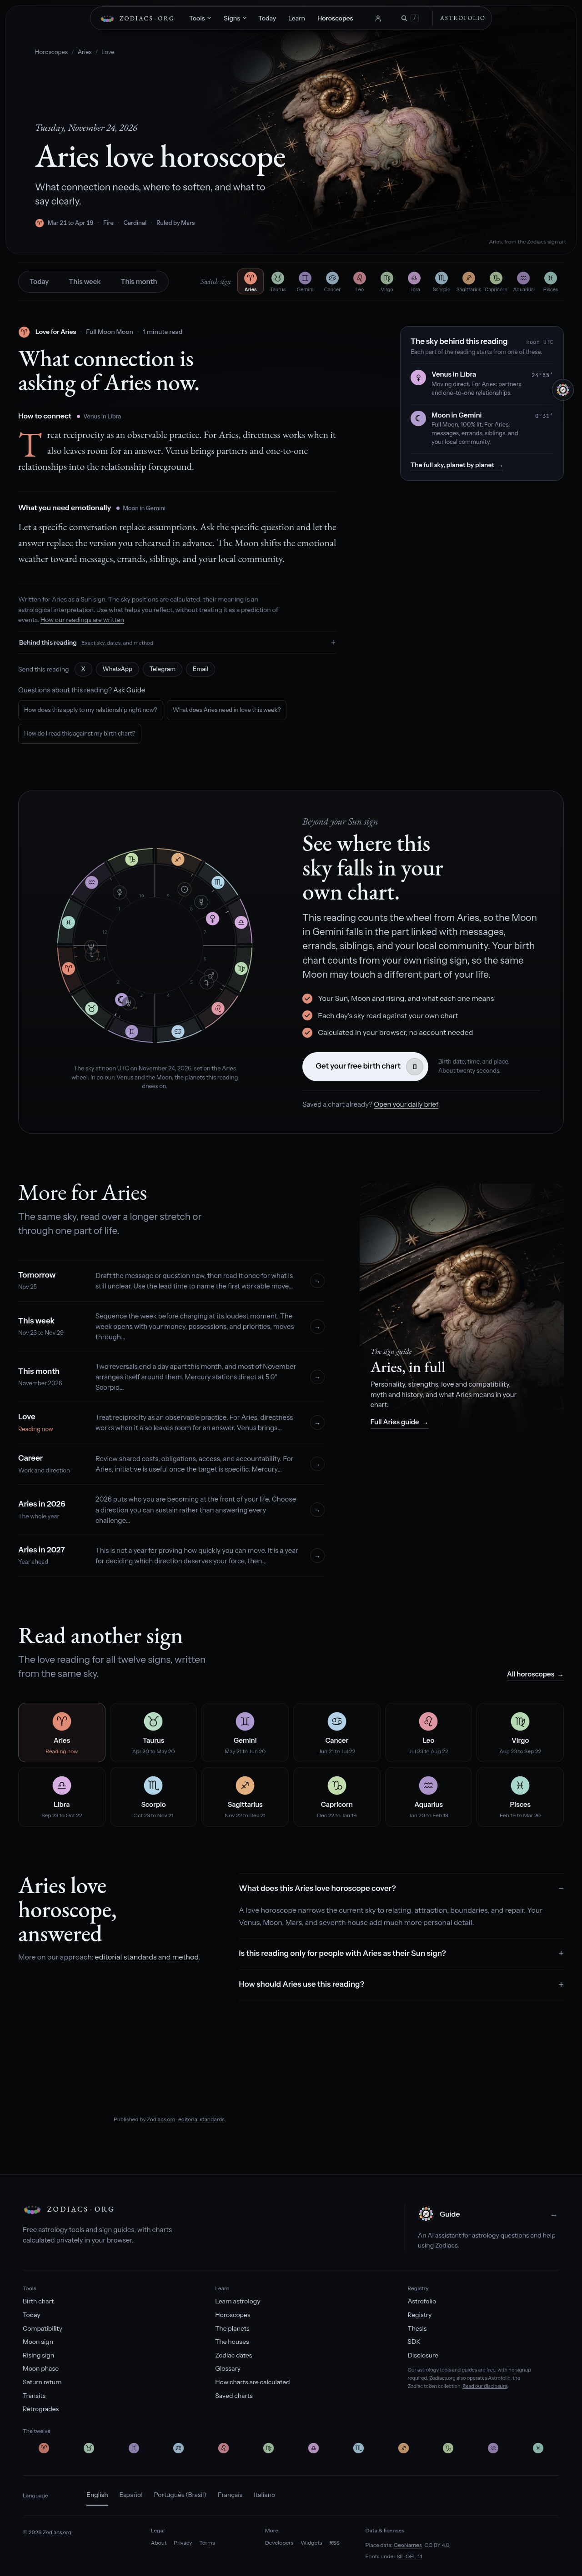 ZODIACS·ORG
Tools
Signs
Today
Learn
Horoscopes
/
ASTROFOLIO
Horoscopes / Aries / Love
Tuesday, November 24, 2026
Aries love horoscope
What connection needs, where to soften, and what to
say clearly.
Mar 21 to Apr 19 · Fire · Cardinal · Ruled by Mars
Aries, from the Zodiacs sign art
Today
This week
This month
Switch sign
Aries
Taurus
Gemini
Cancer
Leo
Virgo
Libra
Scorpio
Sagittarius
Capricorn
Aquarius
Pisces
Love for Aries · Full Moon Moon · 1 minute read
What connection is
asking of Aries now.
How to connect
Venus in Libra
Treat reciprocity as an observable practice. For Aries, directness works when it
also leaves room for an answer. Venus brings partners and one-to-one
relationships into the relationship foreground.
What you need emotionally
Moon in Gemini
Let a specific conversation replace assumptions. Ask the specific question and let the
answer replace the version you rehearsed in advance. The Moon shifts the emotional
weather toward messages, errands, siblings, and your local community.
Written for Aries as a Sun sign. The sky positions are calculated; their meaning is an
astrological interpretation. Use what helps you reflect, without treating it as a prediction of
events. How our readings are written
Behind this reading Exact sky, dates, and method +
Send this reading
X
WhatsApp
Telegram
Email
Questions about this reading? Ask Guide
How does this apply to my relationship right now?
What does Aries need in love this week?
How do I read this against my birth chart?
The sky behind this reading
noon UTC
Each part of the reading starts from one of these.
Venus in Libra
24°55′
Moving direct. For Aries: partners
and one-to-one relationships.
Moon in Gemini
0°31′
Full Moon, 100% lit. For Aries:
messages, errands, siblings, and
your local community.
The full sky, planet by planet →
The sky at noon UTC on November 24, 2026, set on the Aries
wheel. In colour: Venus and the Moon, the planets this reading
draws on.
Beyond your Sun sign
See where this
sky falls in your
own chart.
This reading counts the wheel from Aries, so the Moon
in Gemini falls in the part linked with messages,
errands, siblings, and your local community. Your birth
chart counts from your own rising sign, so the same
Moon may touch a different part of your life.
Your Sun, Moon and rising, and what each one means
Each day's sky read against your own chart
Calculated in your browser, no account needed
Get your free birth chart
Birth date, time, and place.
About twenty seconds.
Saved a chart already? Open your daily brief
More for Aries
The same sky, read over a longer stretch or
through one part of life.
Tomorrow
Nov 25
Draft the message or question now, then read it once for what is
still unclear. Use the lead time to name the first workable move…
→
This week
Nov 23 to Nov 29
Sequence the week before charging at its loudest moment. The
week opens with your money, possessions, and priorities, moves
through…
→
This month
November 2026
Two reversals end a day apart this month, and most of November
arranges itself around them. Mercury stations direct at 5.0°
Scorpio…
→
Love
Reading now
Treat reciprocity as an observable practice. For Aries, directness
works when it also leaves room for an answer. Venus brings…
→
Career
Work and direction
Review shared costs, obligations, access, and accountability. For
Aries, initiative is useful once the target is specific. Mercury…
→
Aries in 2026
The whole year
2026 puts who you are becoming at the front of your life. Choose
a direction you can sustain rather than answering every
challenge…
→
Aries in 2027
Year ahead
This is not a year for proving how quickly you can move. It is a year
for deciding which direction deserves your force, then…
→
The sign guide
Aries, in full
Personality, strengths, love and compatibility,
myth and history, and what Aries means in your
chart.
Full Aries guide →
Read another sign
The love reading for all twelve signs, written
from the same sky.
All horoscopes →
Aries
Reading now
Taurus
Apr 20 to May 20
Gemini
May 21 to Jun 20
Cancer
Jun 21 to Jul 22
Leo
Jul 23 to Aug 22
Virgo
Aug 23 to Sep 22
Libra
Sep 23 to Oct 22
Scorpio
Oct 23 to Nov 21
Sagittarius
Nov 22 to Dec 21
Capricorn
Dec 22 to Jan 19
Aquarius
Jan 20 to Feb 18
Pisces
Feb 19 to Mar 20
Aries love
horoscope,
answered
More on our approach: editorial standards and method.
What does this Aries love horoscope cover? −
A love horoscope narrows the current sky to relating, attraction, boundaries, and repair. Your
Venus, Moon, Mars, and seventh house add much more personal detail.
Is this reading only for people with Aries as their Sun sign? +
How should Aries use this reading? +
Published by Zodiacs.org · editorial standards
ZODIACS·ORG
Free astrology tools and sign guides, with charts
calculated privately in your browser.
Guide →
An AI assistant for astrology questions and help
using Zodiacs.
Tools
Birth chart
Today
Compatibility
Moon sign
Rising sign
Moon phase
Saturn return
Transits
Retrogrades
Learn
Learn astrology
Horoscopes
The planets
The houses
Zodiac dates
Glossary
How charts are calculated
Saved charts
Registry
Astrofolio
Registry
Thesis
SDK
Disclosure
Our astrology tools and guides are free, with no signup
required. Zodiacs.org also operates Astrofolio, the
Zodiac token collection. Read our disclosure.
The twelve
Language
English
Español
Português (Brasil)
Français
Italiano
© 2026 Zodiacs.org
Legal
About
Privacy
Terms
More
Developers
Widgets
RSS
Data & licenses
Place data: GeoNames · CC BY 4.0
Fonts under SIL OFL 1.1